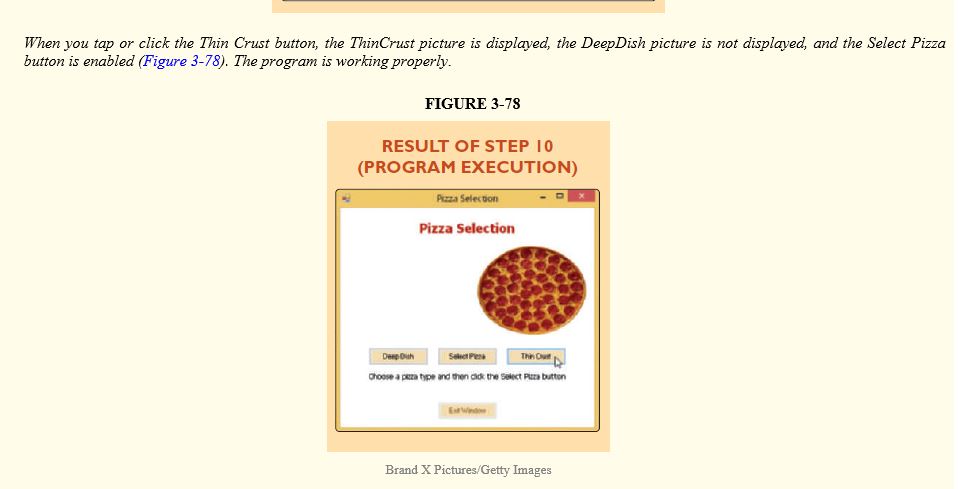 When you tap or click the Thin Crust button, the ThinCrust picture is displayed, the DeepDish picture is not displayed, and the Select Pizza
button is enabled (Figure 3-78). The program is working properly.
FIGURE 3-78
RESULT OF STEP 10
(PROGRAM EXECUTION)
Pizza Selection
Pizza Selection
Deep Dish
Select Pizza
Thin Crust
Choose a pizza type and then click the Select Pizza button
Exit Window
Brand X Pictures/Getty Images